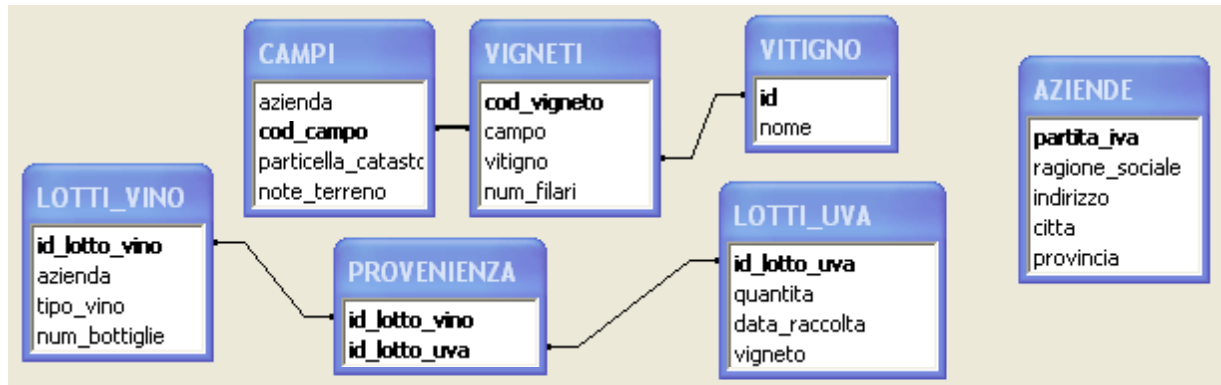 CAMPI
azienda
cod_campo
particella_catasto
note_terreno
VIGNETI
cod_vigneto
campo
vitigno
num_filari
VITIGNO
id
nome
AZIENDE
partita_iva
ragione_sociale
indirizzo
citta
provincia
LOTTI_VINO
id_lotto_vino
azienda
tipo_vino
num_bottiglie
PROVENIENZA
id_lotto_vino
id_lotto_uva
LOTTI_UVA
id_lotto_uva
quantita
data_raccolta
vigneto